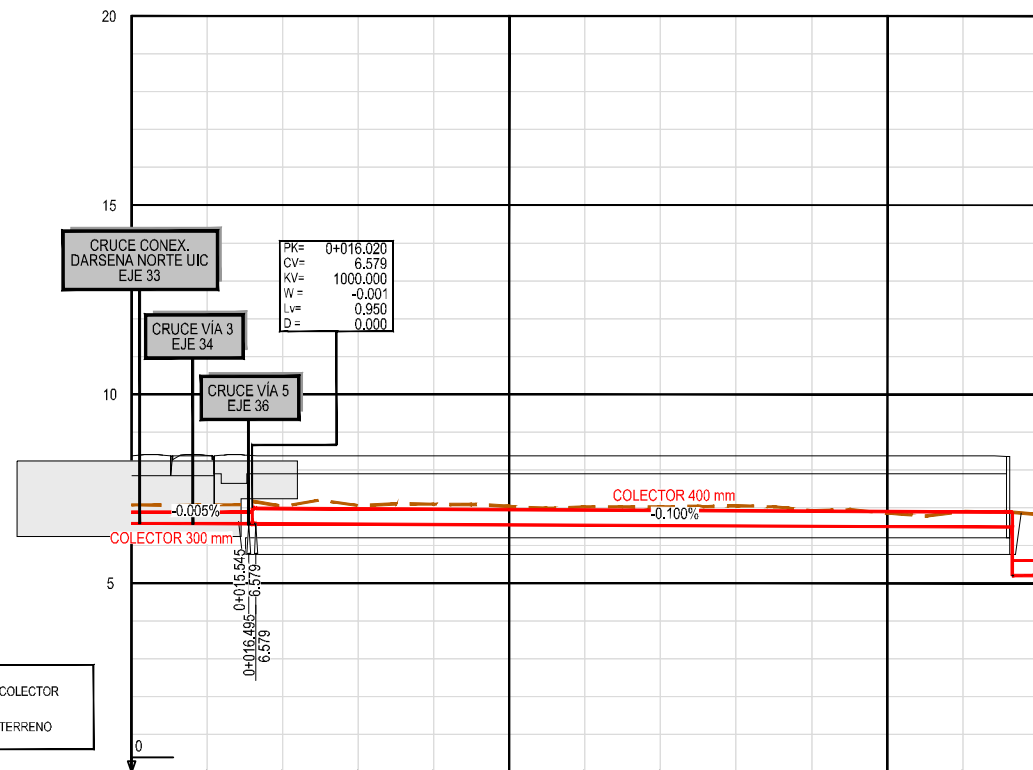 20
15
CRUCE CONEX.
DARSENA NORTE UIC
EJE 33
PK= 0+016.020
CV= 6.579
KV= 1000.000
W = -0.001
Lv= 0.950
D = 0.000
CRUCE VÍA 3
EJE 34
CRUCE VÍA 5
EJE 36
10
COLECTOR 400 mm
-0.005%
-0.100%
COLECTOR 300 mm
5
0+015.545
6.579
0+016.495
6.579
COLECTOR
TERRENO
0